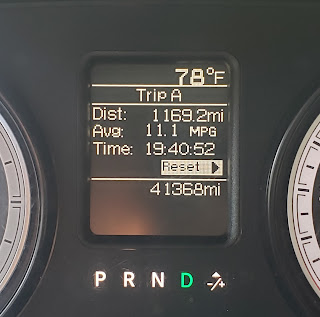 78°F
Trip A
Dist: 1169.2mi
Avg: 11.1 MPG
Time: 19:40:52
Reset
41368mi
P R N D